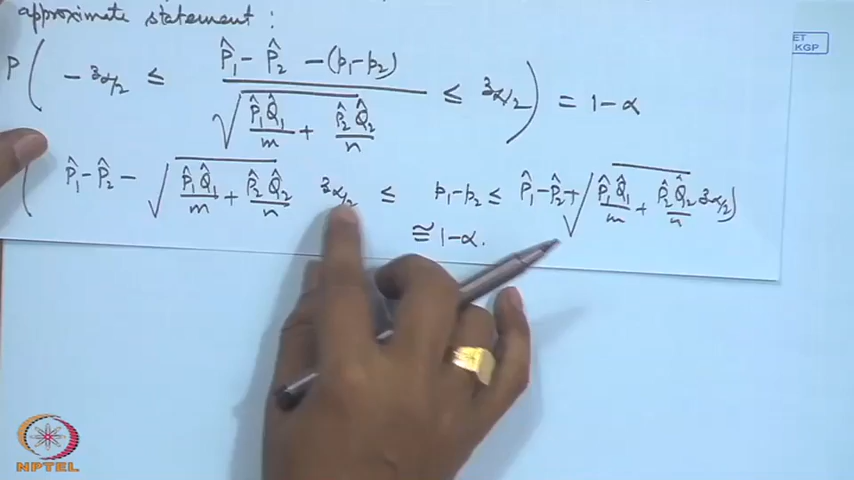 approximate statement :
P ( − z_{α/2} ≤ (P̂₁ − P̂₂ − (p₁−p₂)) / √(P̂₁Q̂₁/m + P̂₂Q̂₂/n) ≤ z_{α/2} ) = 1−α
( P̂₁−P̂₂ − √(P̂₁Q̂₁/m + P̂₂Q̂₂/n) z_{α/2} ≤ p₁−p₂ ≤ P̂₁−P̂₂+ √(P̂₁Q̂₁/m + P̂₂Q̂₂/n) z_{α/2} )
≅ 1−α.
ET
KGP
NPTEL